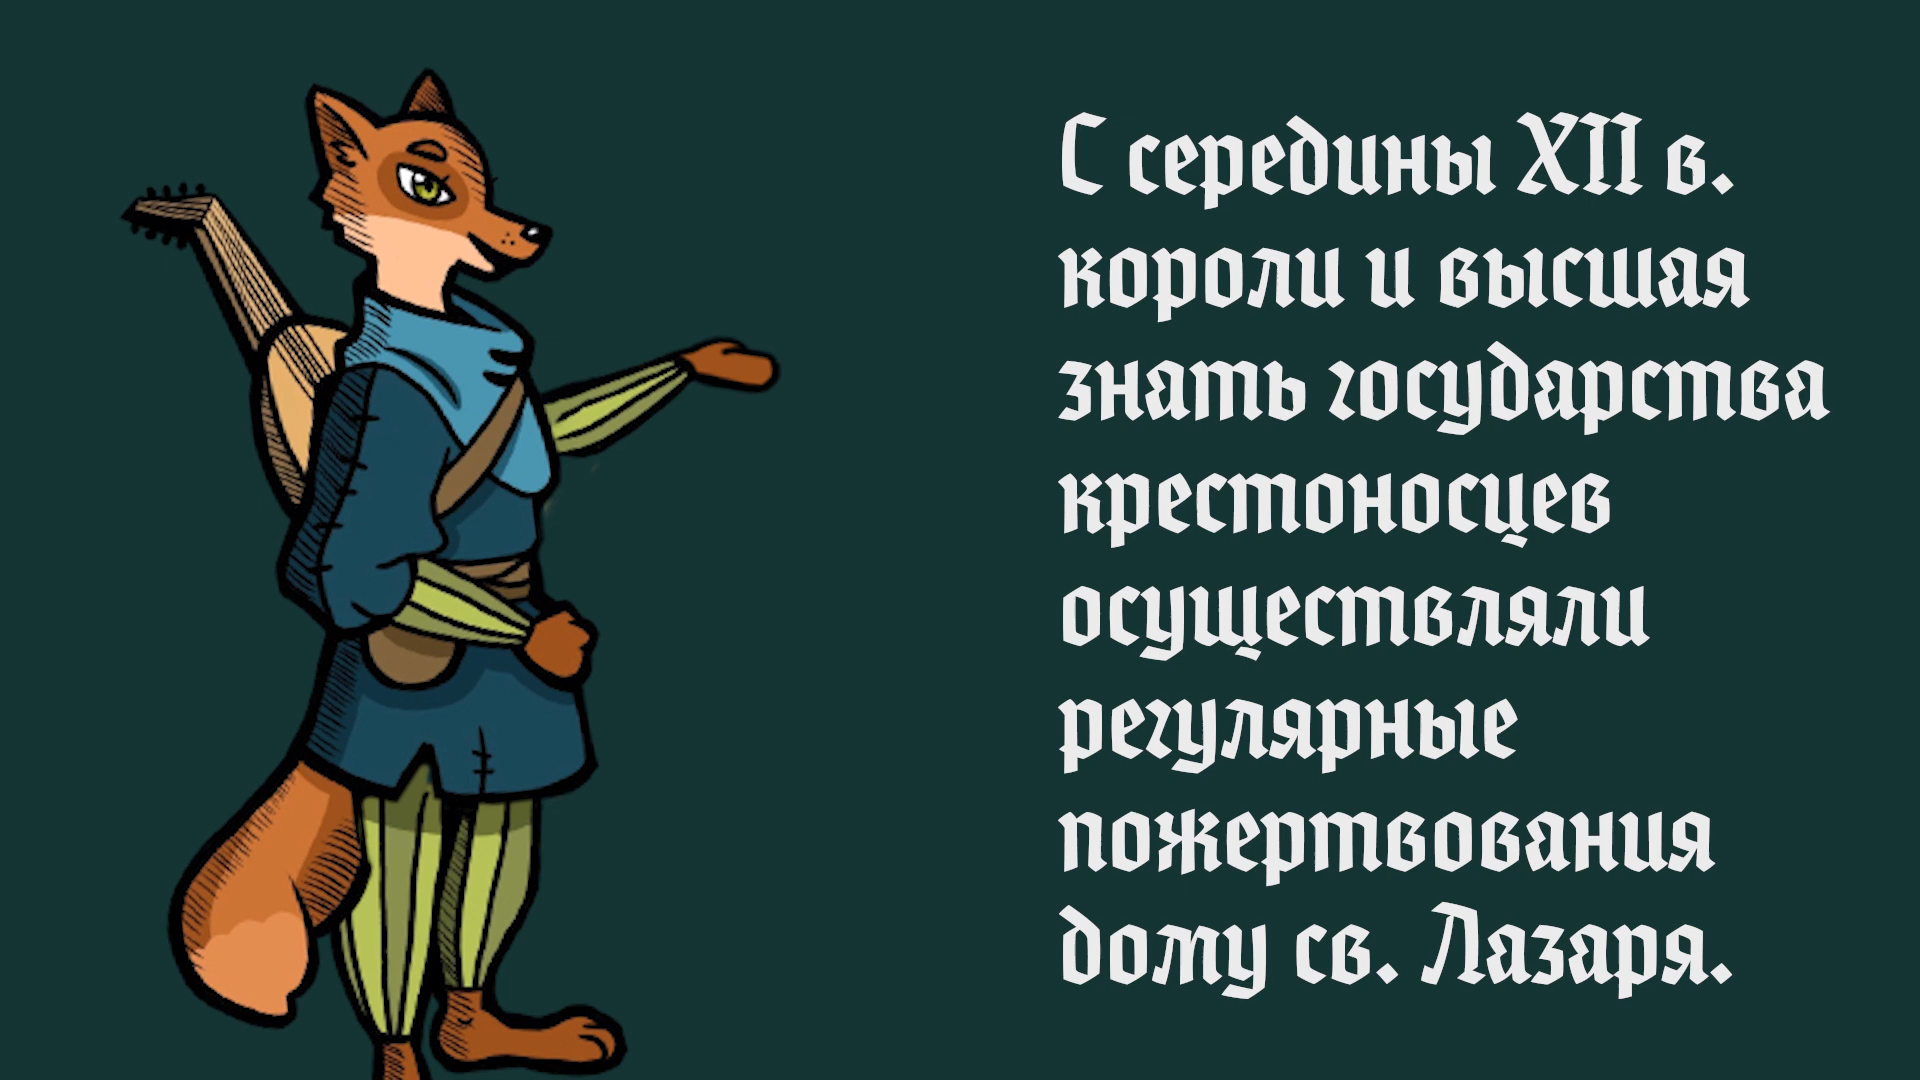 С середины XII в.
короли и высшая
знать государства
крестоносцев
осуществляли
регулярные
пожертвования
дому св. Лазаря.